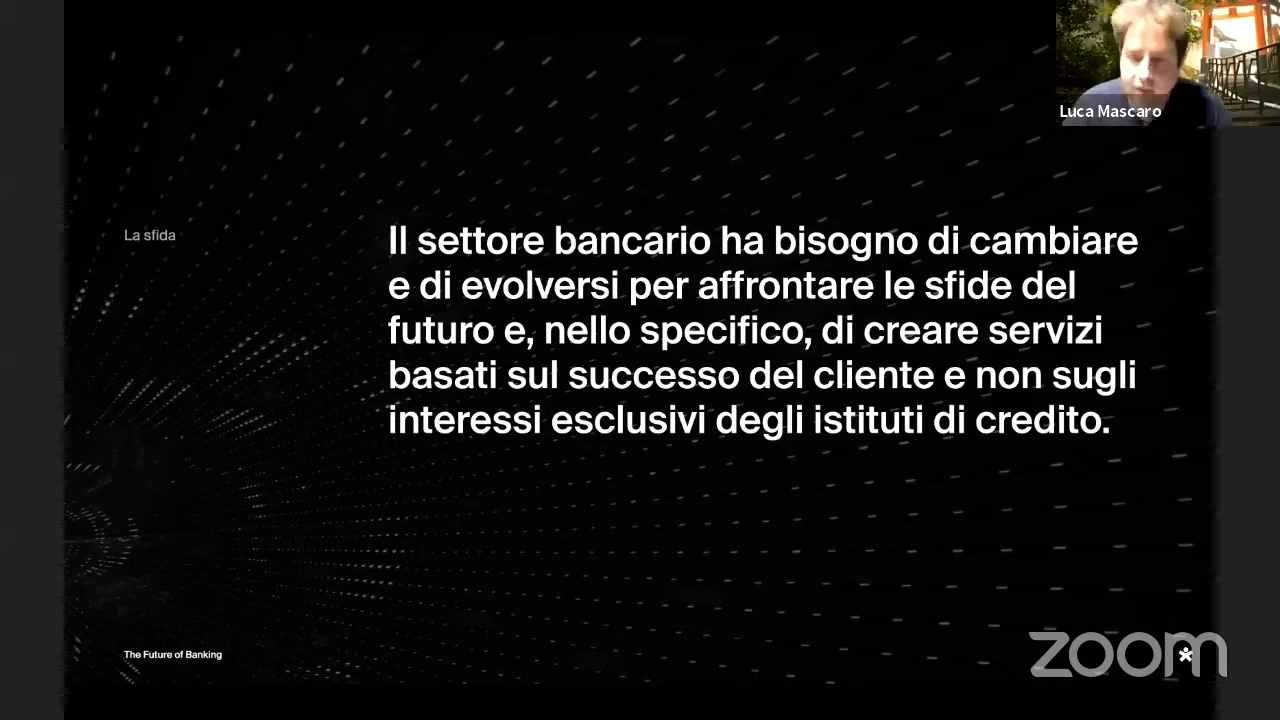 Luca Mascaro
La sfida
Il settore bancario ha bisogno di cambiare
e di evolversi per affrontare le sfide del
futuro e, nello specifico, di creare servizi
basati sul successo del cliente e non sugli
interessi esclusivi degli istituti di credito.
The Future of Banking
zoom